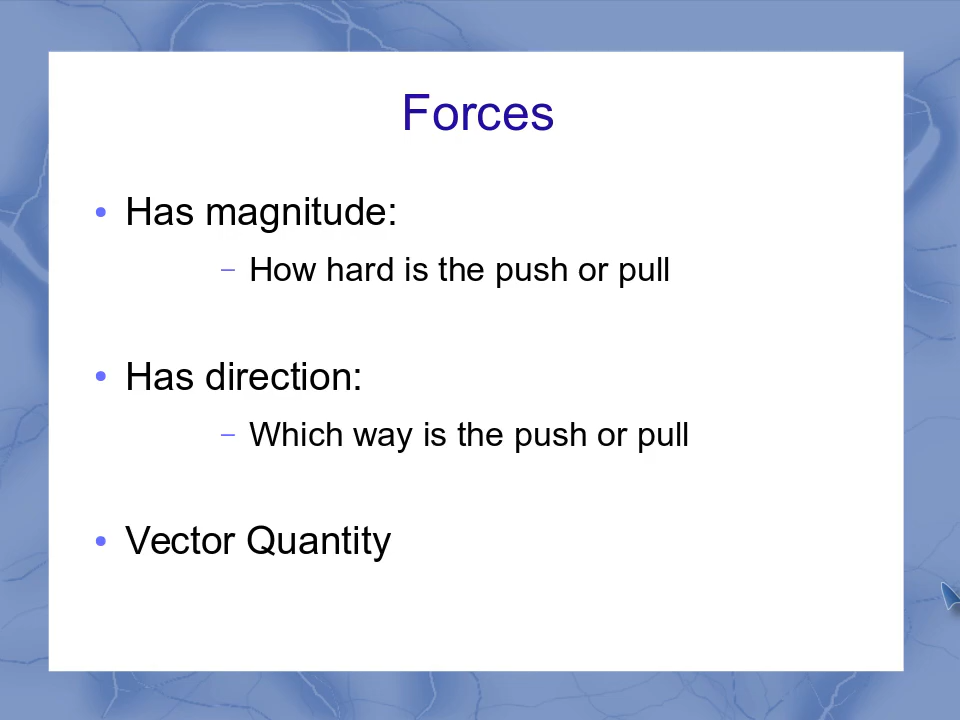 Forces
• Has magnitude:
– How hard is the push or pull
• Has direction:
– Which way is the push or pull
• Vector Quantity